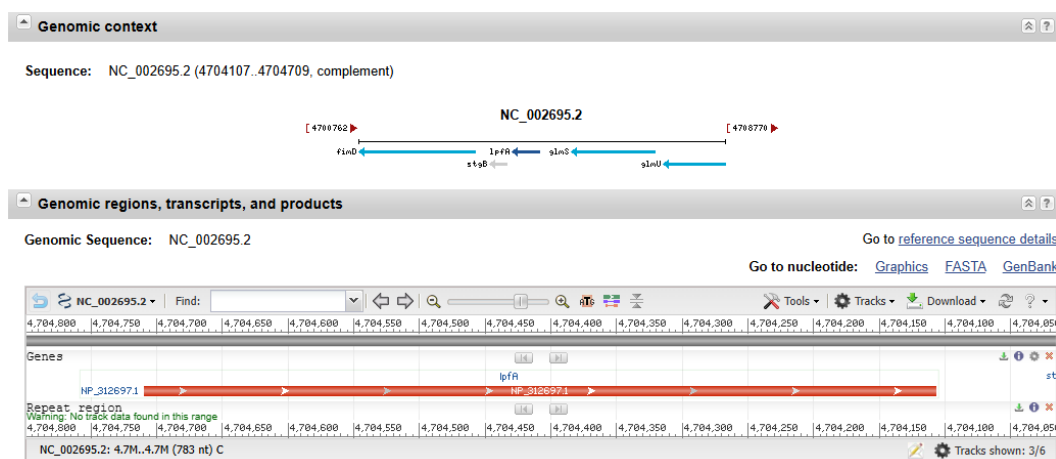 Genomic context
?
Sequence: NC_002695.2 (4704107..4704709, complement)
NC_002695.2
[ 4700762 [ 4708770
fimD lpfA glmS
stgB glmU
Genomic regions, transcripts, and products
?
Genomic Sequence: NC_002695.2
Go to reference sequence details
Go to nucleotide: Graphics FASTA GenBank
NC_002695.2 Find: Tools Tracks Download ?
4,704,800 4,704,750 4,704,700 4,704,650 4,704,600 4,704,550 4,704,500 4,704,450 4,704,400 4,704,350 4,704,300 4,704,250 4,704,200 4,704,150 4,704,100 4,704,050
Genes
lpfA st
NP_312697.1 NP_312697.1
Repeat region
Warning: No track data found in this range
4,704,800 4,704,750 4,704,700 4,704,650 4,704,600 4,704,550 4,704,500 4,704,450 4,704,400 4,704,350 4,704,300 4,704,250 4,704,200 4,704,150 4,704,100 4,704,050
NC_002695.2: 4.7M..4.7M (783 nt) C Tracks shown: 3/6